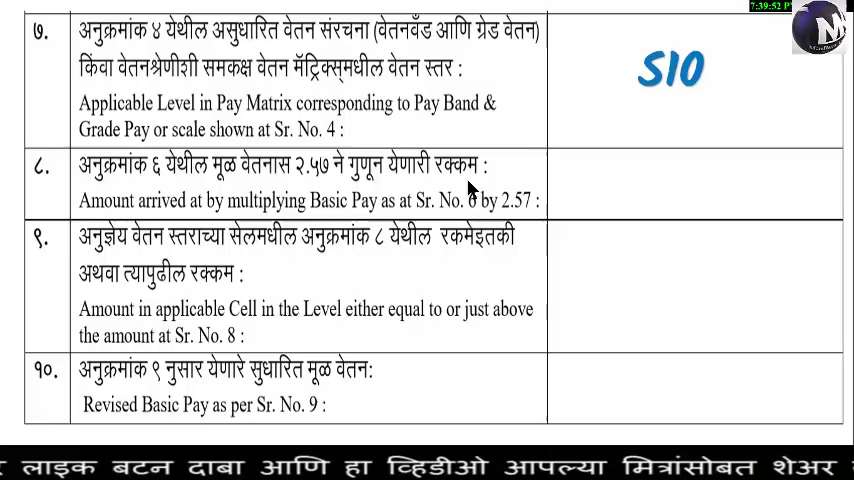 7:39:52
७. अनुक्रमांक ४ येथील असुधारित वेतन संरचना (वेतनबँड आणि ग्रेड वेतन)
किंवा वेतनश्रेणीशी समकक्ष वेतन मॅट्रिक्स्‌मधील वेतन स्तर :
S10
Applicable Level in Pay Matrix corresponding to Pay Band &
Grade Pay or scale shown at Sr. No. 4 :
८. अनुक्रमांक ६ येथील मूळ वेतनास २.५७ ने गुणून येणारी रक्कम :
Amount arrived at by multiplying Basic Pay as at Sr. No. 6 by 2.57 :
९. अनुज्ञेय वेतन स्तराच्या सेलमधील अनुक्रमांक ८ येथील रकमेइतकी
अथवा त्यापुढील रक्कम :
Amount in applicable Cell in the Level either equal to or just above
the amount at Sr. No. 8 :
१०. अनुक्रमांक ९ नुसार येणारे सुधारित मूळ वेतन:
Revised Basic Pay as per Sr. No. 9 :
लाइक बटन दाबा आणि हा व्हिडीओ आपल्या मित्रांसोबत शेअर